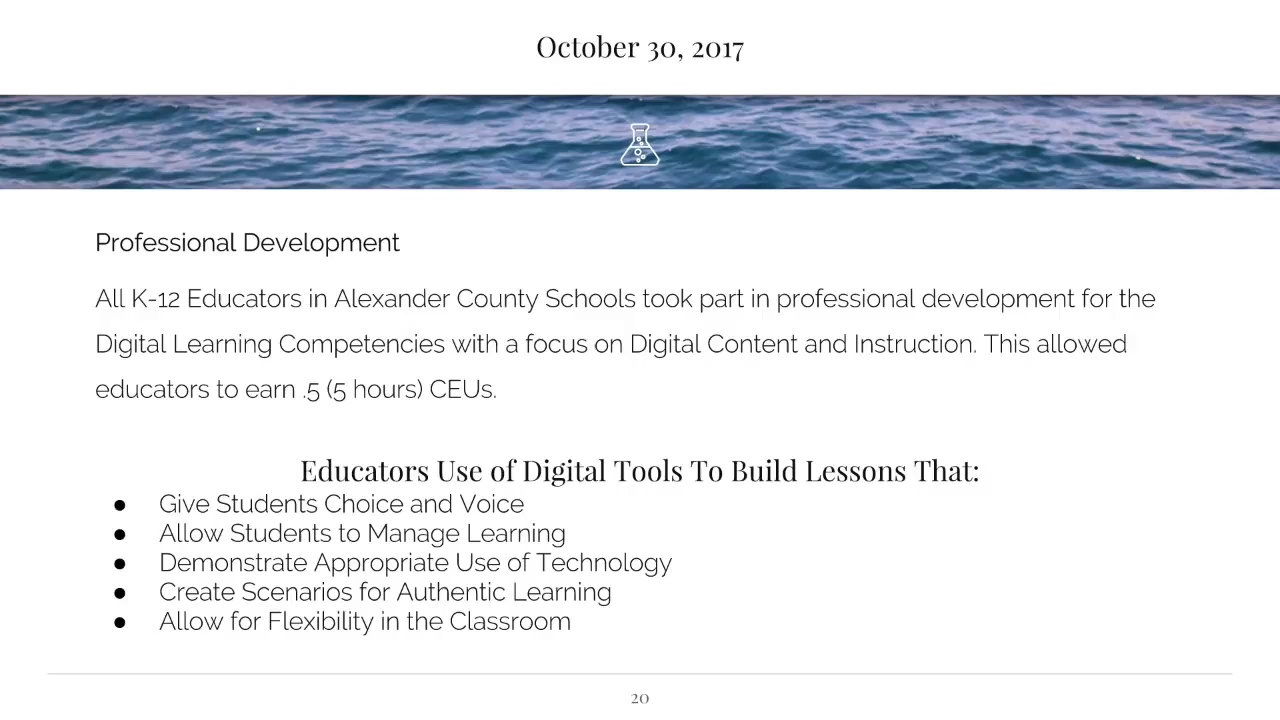 October 30, 2017
Professional Development
All K-12 Educators in Alexander County Schools took part in professional development for the
Digital Learning Competencies with a focus on Digital Content and Instruction. This allowed
educators to earn .5 (5 hours) CEUs.
Educators Use of Digital Tools To Build Lessons That:
● Give Students Choice and Voice
● Allow Students to Manage Learning
● Demonstrate Appropriate Use of Technology
● Create Scenarios for Authentic Learning
● Allow for Flexibility in the Classroom
20